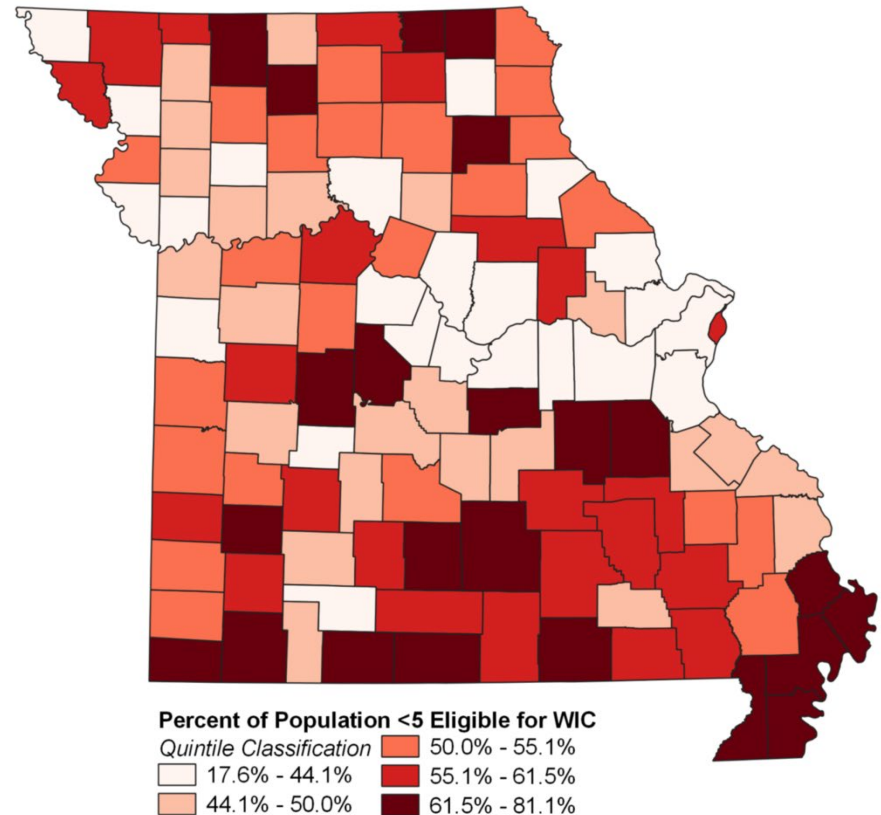 Percent of Population <5 Eligible for WIC
Quintile Classification
17.6% - 44.1%
44.1% - 50.0%
50.0% - 55.1%
55.1% - 61.5%
61.5% - 81.1%